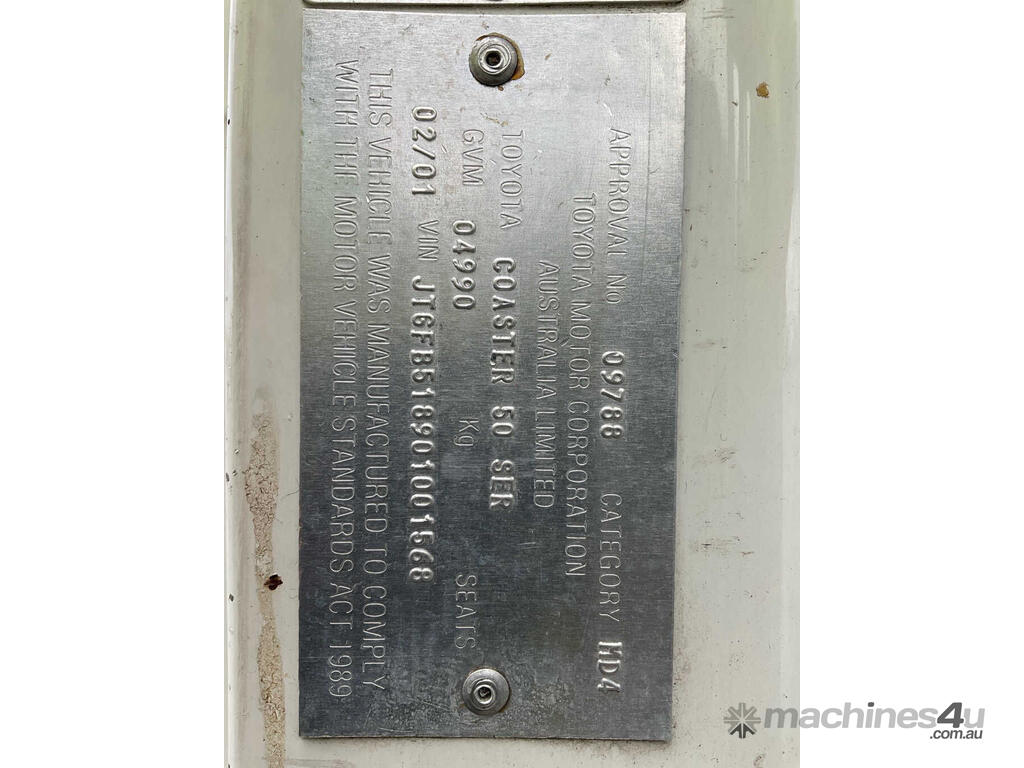 APPROVAL No 09788 CATEGORY MD4
TOYOTA MOTOR CORPORATION
AUSTRALIA LIMITED
TOYOTA COASTER 50 SER
GVM 04990 Kg SEATS
02/01 VIN JTGFB518901001568
THIS VEHICLE WAS MANUFACTURED TO COMPLY
WITH THE MOTOR VEHICLE STANDARDS ACT 1989
machines4u
.com.au